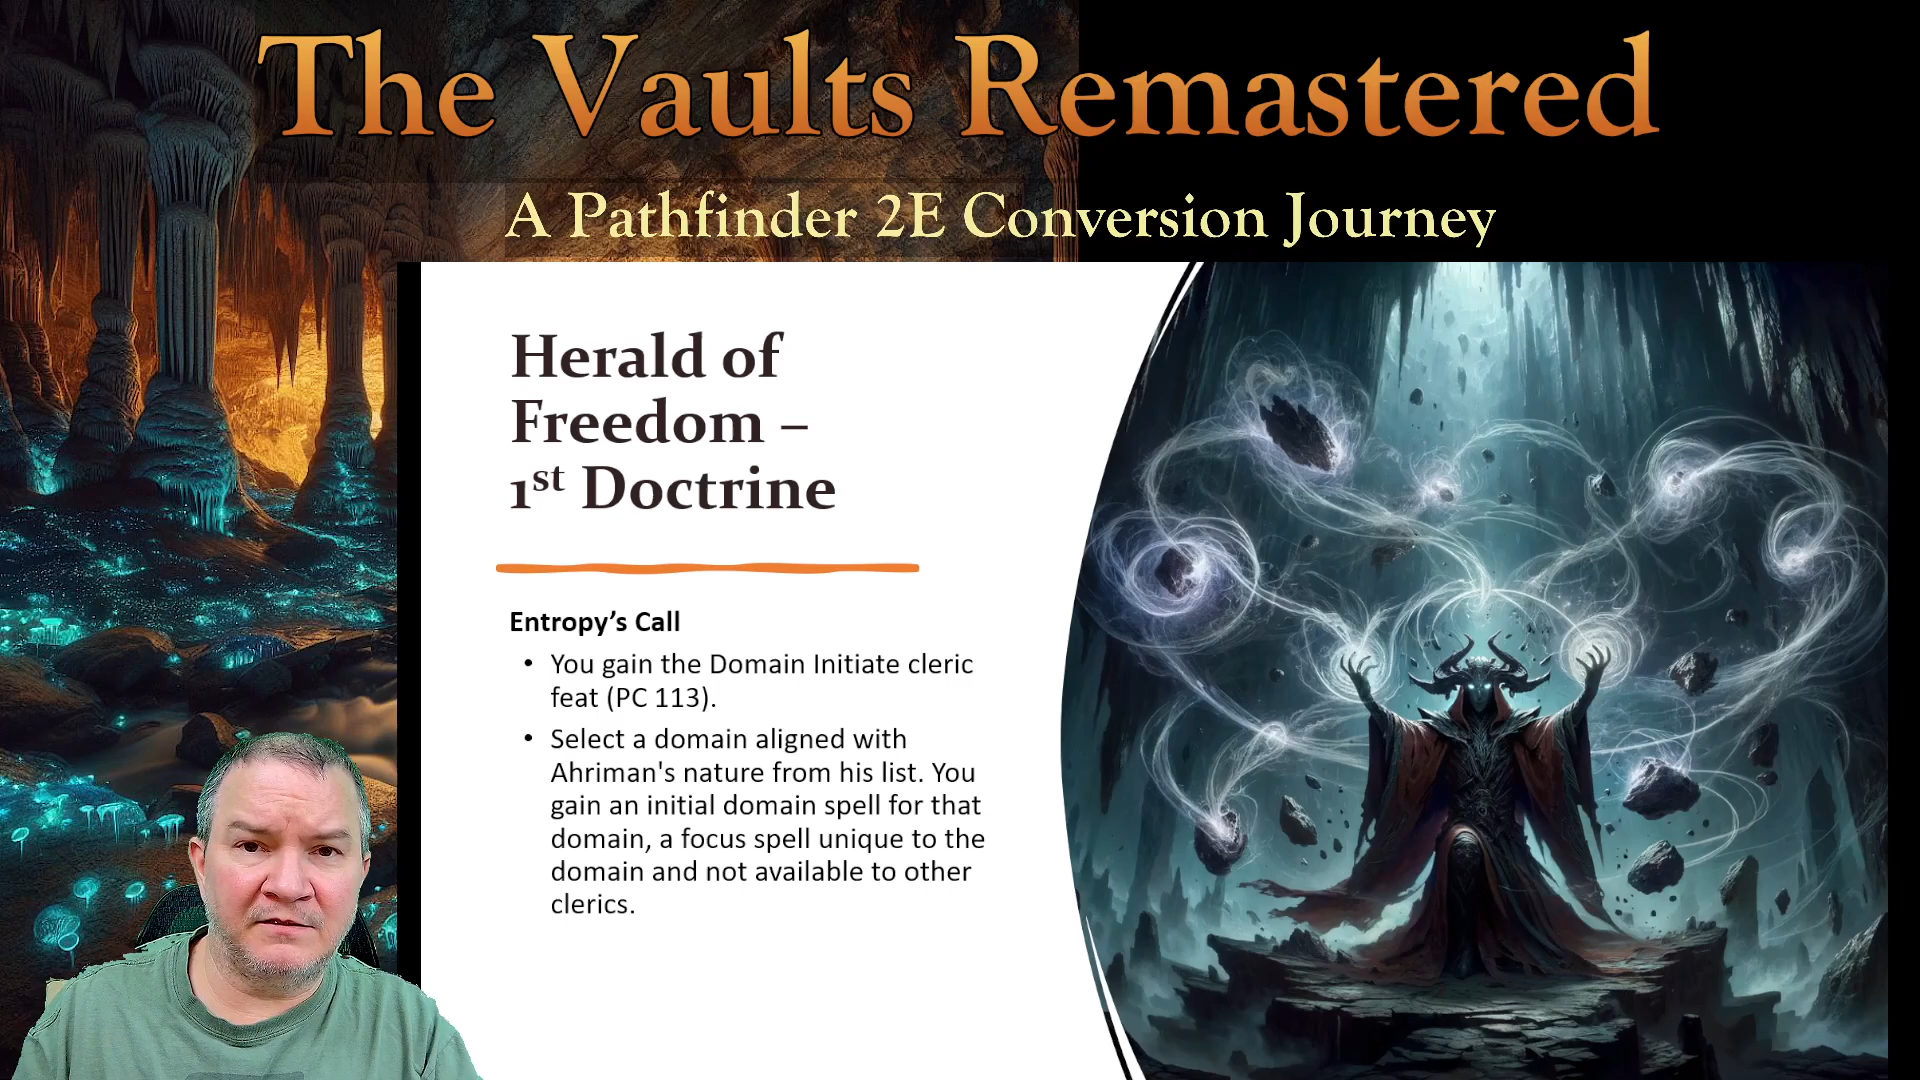 The Vaults Remastered
A Pathfinder 2E Conversion Journey
Herald of
Freedom –
1st Doctrine
Entropy's Call
• You gain the Domain Initiate cleric
feat (PC 113).
• Select a domain aligned with
Ahriman's nature from his list. You
gain an initial domain spell for that
domain, a focus spell unique to the
domain and not available to other
clerics.